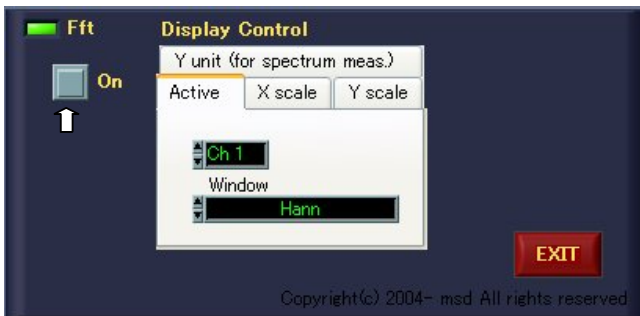 Fft
Display Control
Y unit (for spectrum meas.)
On
Active X scale Y scale
Ch 1
Window
Hann
EXIT
Copyright(c) 2004- msd All rights reserved